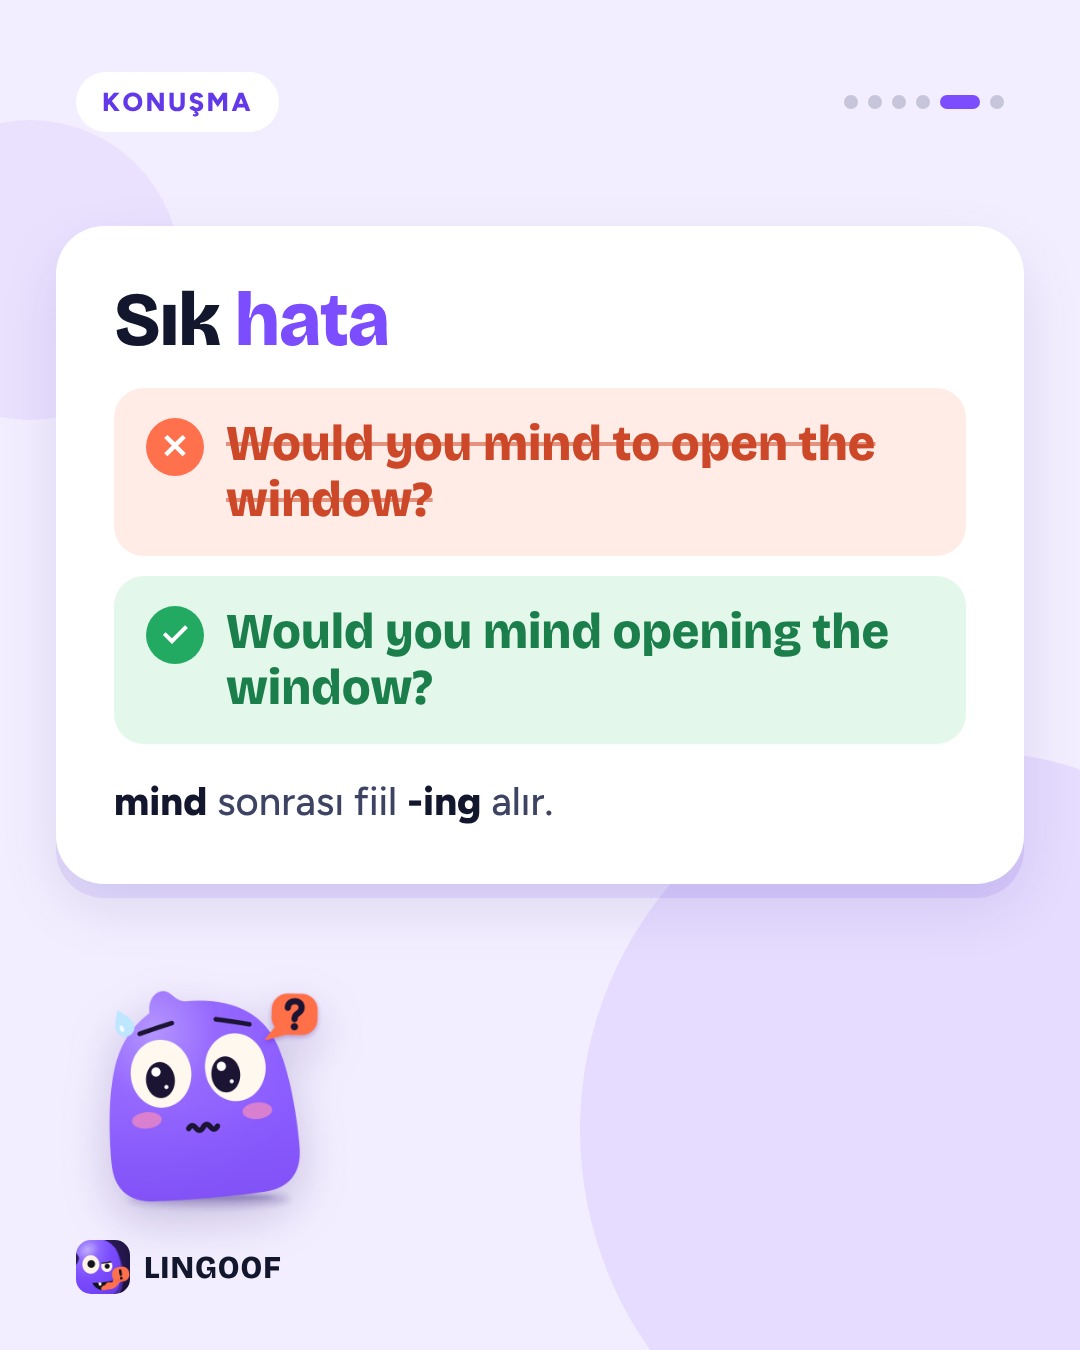 KONUŞMA
Sık hata
Would you mind to open the
window?
Would you mind opening the
window?
mind sonrası fiil -ing alır.
?
LINGOOF